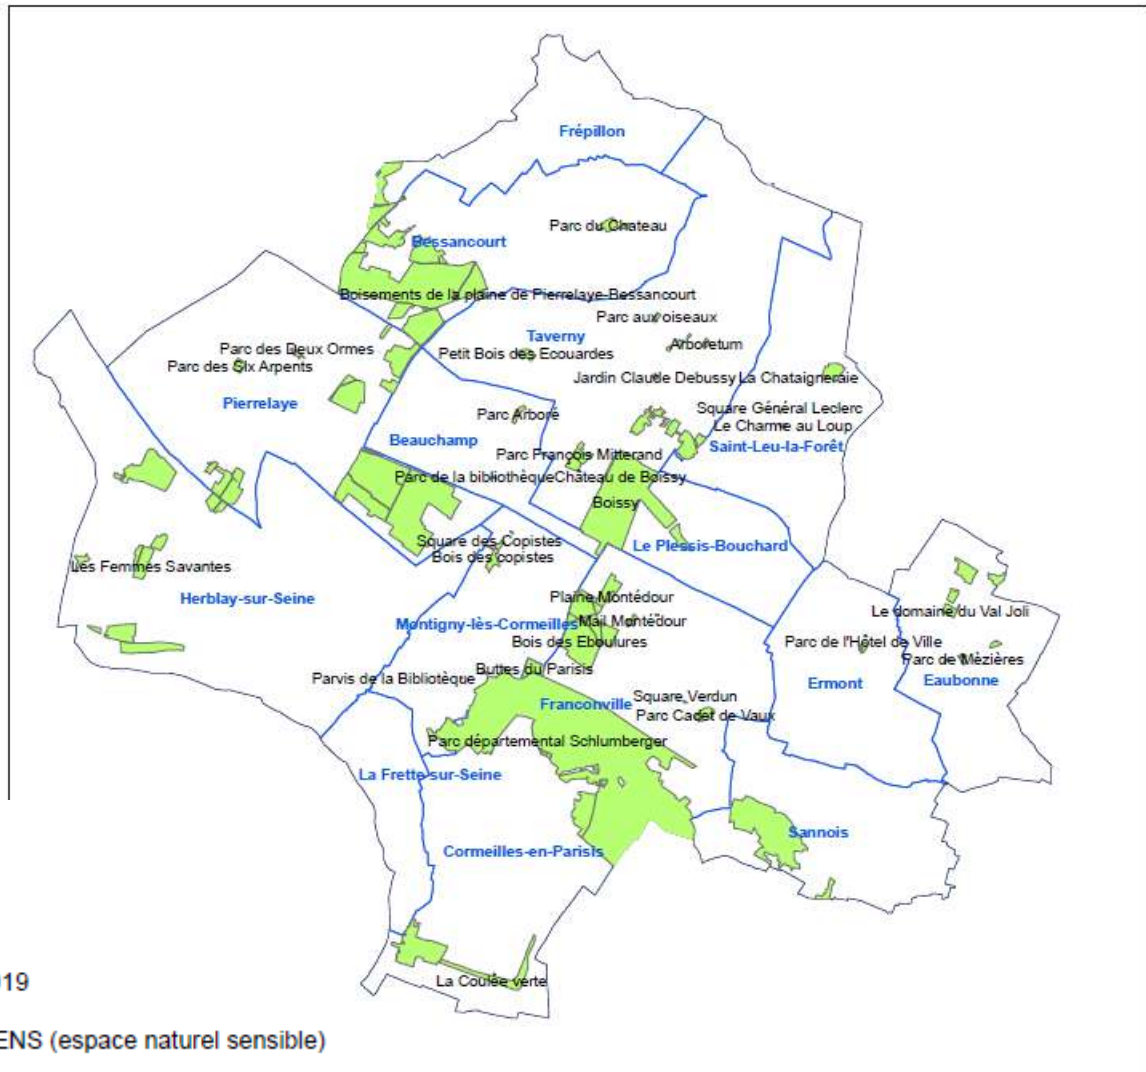 Frépillon
Parc du Chateau
Bessancourt
Boisements de la plaine de Pierrelaye-Bessancourt
Parc aux oiseaux
Taverny
Arboretum
Parc des Deux Ormes
Petit Bois des Ecouardes
Parc des SIx Arpents
Jardin Claude Debussy La Chataigneraie
Pierrelaye
Square Général Leclerc
Parc Arboré
Le Charme au Loup
Beauchamp
Saint-Leu-la-Forêt
Parc François Mitterand
Parc de la bibliothèque Château de Boissy
Boissy
Square des Copistes
Le Plessis-Bouchard
Bois des copistes
Les Femmes Savantes
Herblay-sur-Seine
Plaine Montédour
Le domaine du Val Joli
Montigny-lès-Cormeilles Mail Montédour
Bois des Eboulures
Parc de l'Hôtel de Ville
Parc de Mèzières
Buttes du Parisis
Parvis de la Bibliotèque
Ermont
Eaubonne
Square Verdun
Franconville
Parc Cadet de Vaux
Parc départemental Schlumberger
La Frette-sur-Seine
Sannois
Cormeilles-en-Parisis
La Coulée verte
19
ENS (espace naturel sensible)